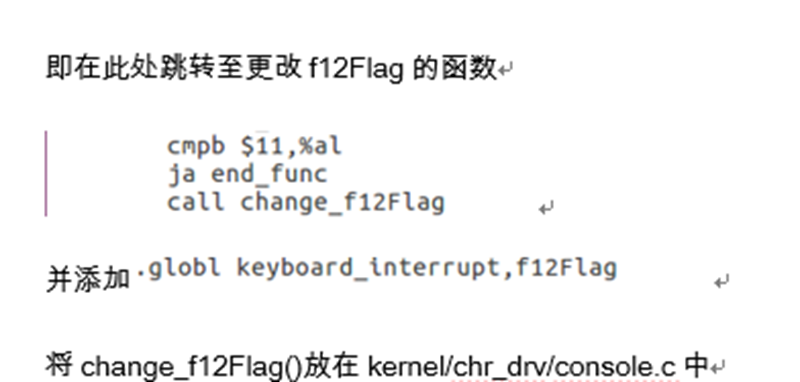 即在此处跳转至更改 f12Flag 的函数
cmpb $11,%al
ja end_func
call change_f12Flag
并添加 .globl keyboard_interrupt,f12Flag
将 change_f12Flag()放在 kernel/chr_drv/console.c 中